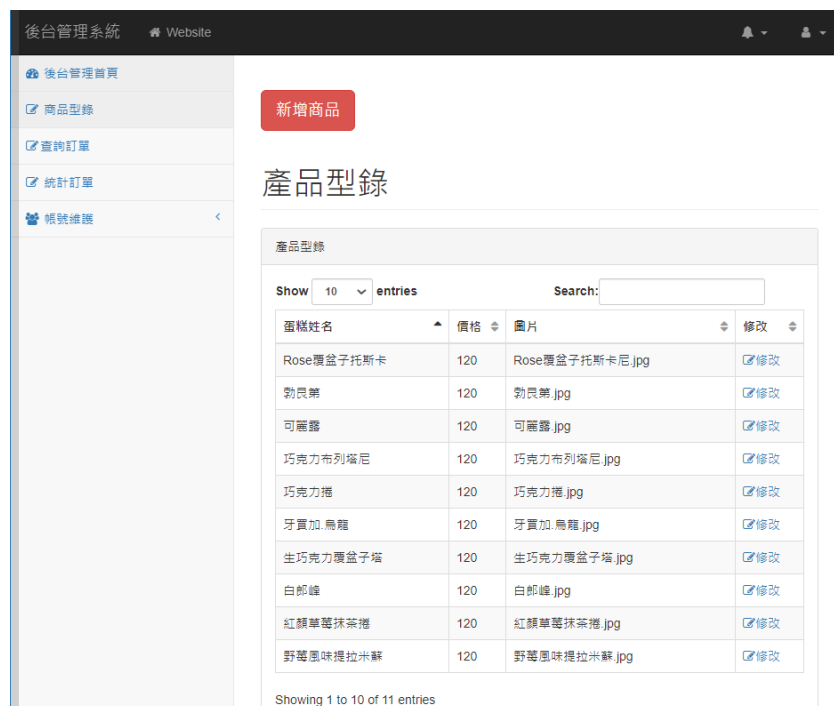 後台管理系統 Website
後台管理首頁
商品型錄
查詢訂單
統計訂單
帳號維護
新增商品
產品型錄
產品型錄
Show 10 entries Search:
蛋糕姓名 價格 圖片 修改
Rose覆盆子托斯卡 120 Rose覆盆子托斯卡尼.jpg 修改
勃艮第 120 勃艮第.jpg 修改
可麗露 120 可麗露.jpg 修改
巧克力布列塔尼 120 巧克力布列塔尼.jpg 修改
巧克力捲 120 巧克力捲.jpg 修改
牙買加.烏龍 120 牙買加.烏龍.jpg 修改
生巧克力覆盆子塔 120 生巧克力覆盆子塔.jpg 修改
白郎峰 120 白郎峰.jpg 修改
紅顏草莓抹茶捲 120 紅顏草莓抹茶捲.jpg 修改
野莓風味提拉米蘇 120 野莓風味提拉米蘇.jpg 修改
Showing 1 to 10 of 11 entries